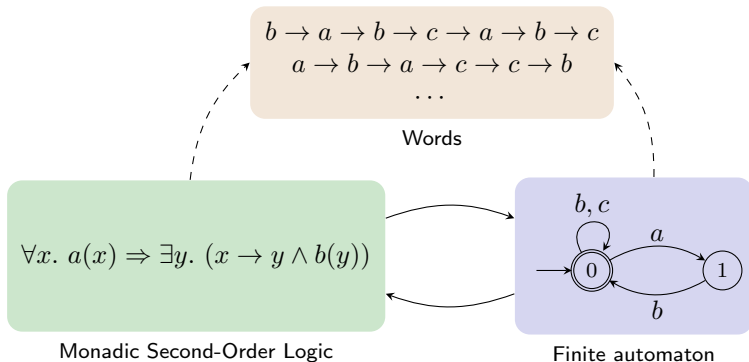 b → a → b → c → a → b → c
a → b → a → c → c → b
...
Words
∀x. a(x) ⇒ ∃y. (x → y ∧ b(y))
Monadic Second-Order Logic
b, c
a
0
1
b
Finite automaton